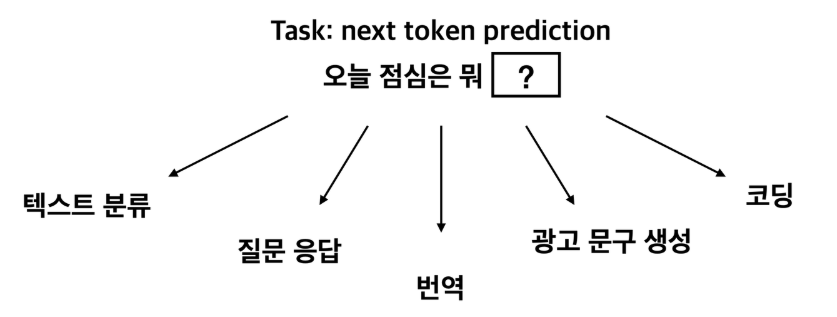 Task: next token prediction
오늘 점심은 뭐 ?
텍스트 분류
질문 응답
번역
광고 문구 생성
코딩